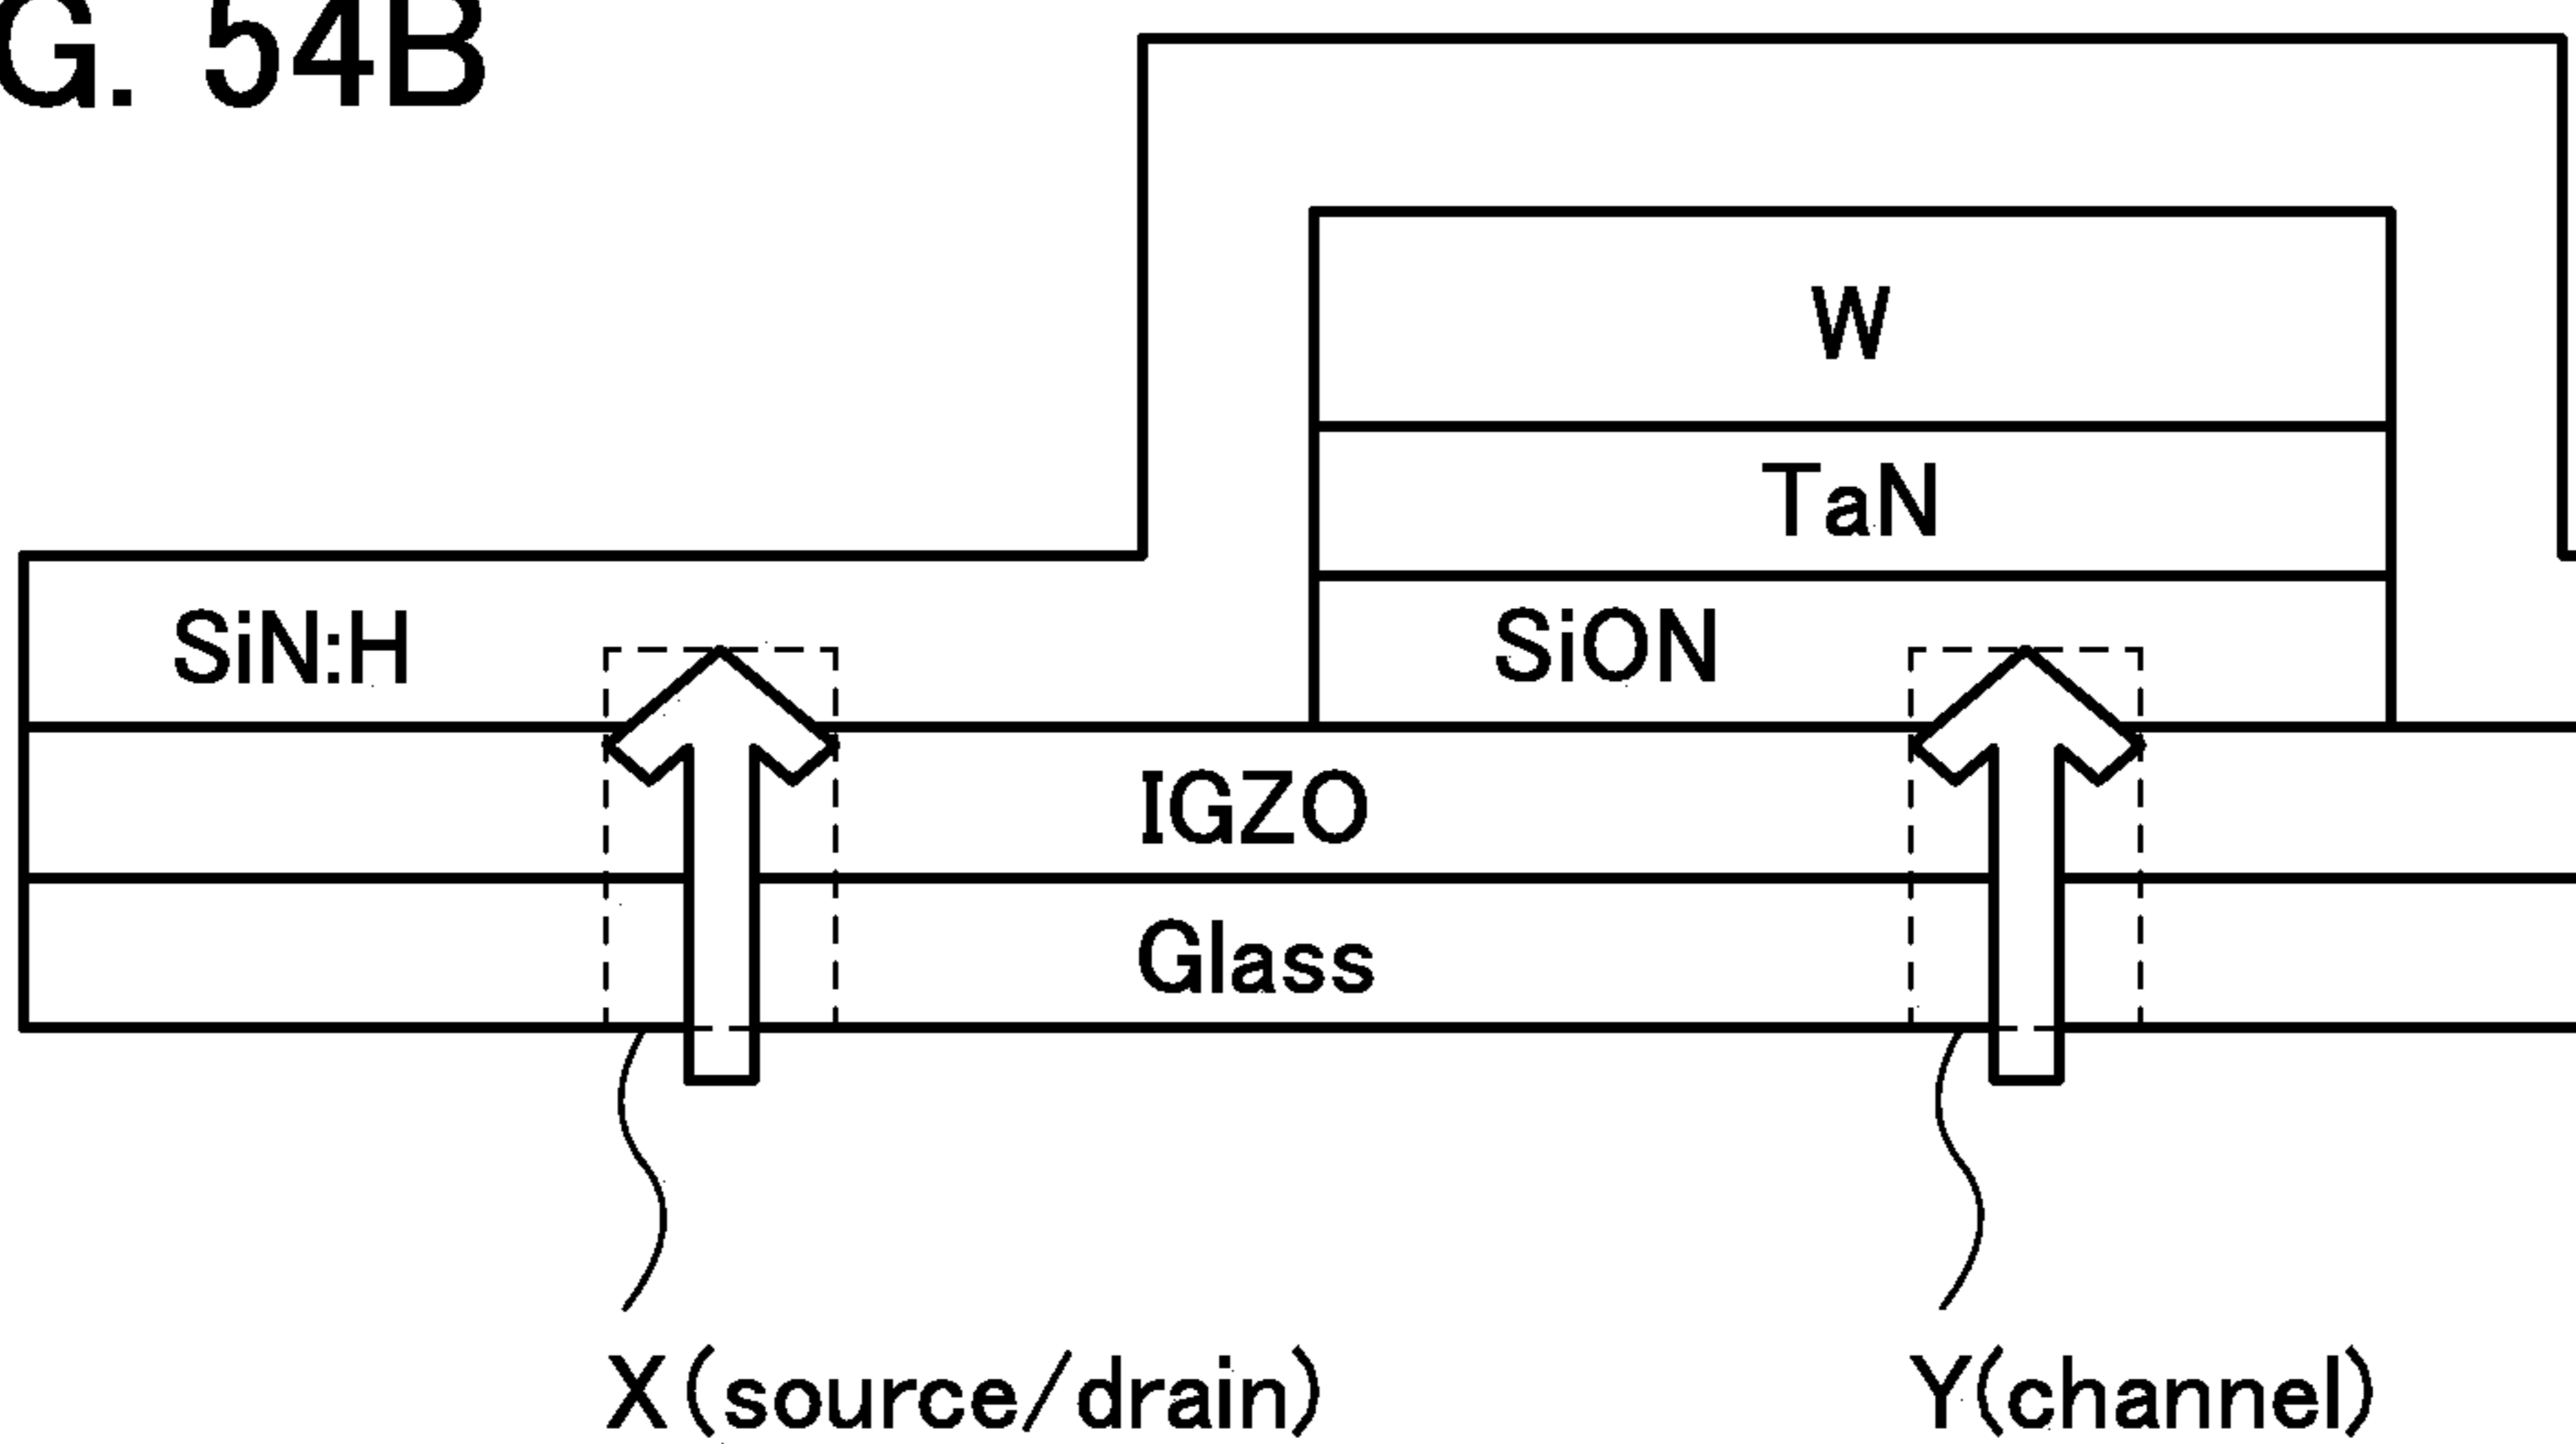 G. 54B
W
TaN
SiN:H
SiON
IGZO
Glass
X(source/drain)
Y(channel)